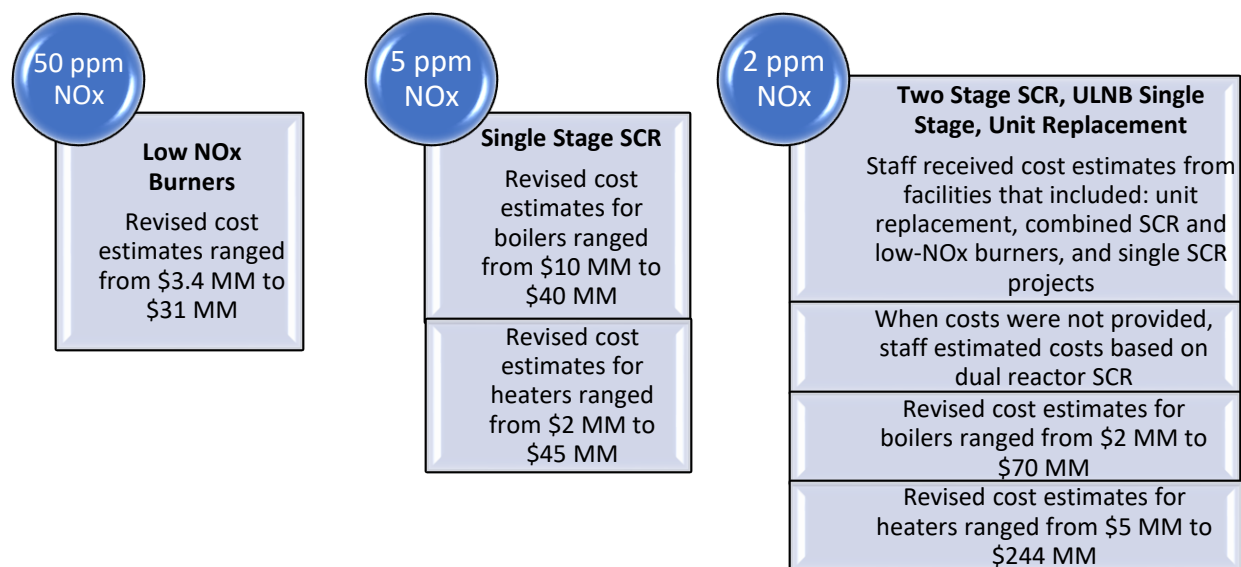 50 ppm
NOx
Low NOx
Burners
Revised cost
estimates ranged
from $3.4 MM to
$31 MM
5 ppm
NOx
Single Stage SCR
Revised cost
estimates for
boilers ranged
from $10 MM to
$40 MM
Revised cost
estimates for
heaters ranged
from $2 MM to
$45 MM
2 ppm
NOx
Two Stage SCR, ULNB Single
Stage, Unit Replacement
Staff received cost estimates from
facilities that included: unit
replacement, combined SCR and
low-NOx burners, and single SCR
projects
When costs were not provided,
staff estimated costs based on
dual reactor SCR
Revised cost estimates for
boilers ranged from $2 MM to
$70 MM
Revised cost estimates for
heaters ranged from $5 MM to
$244 MM